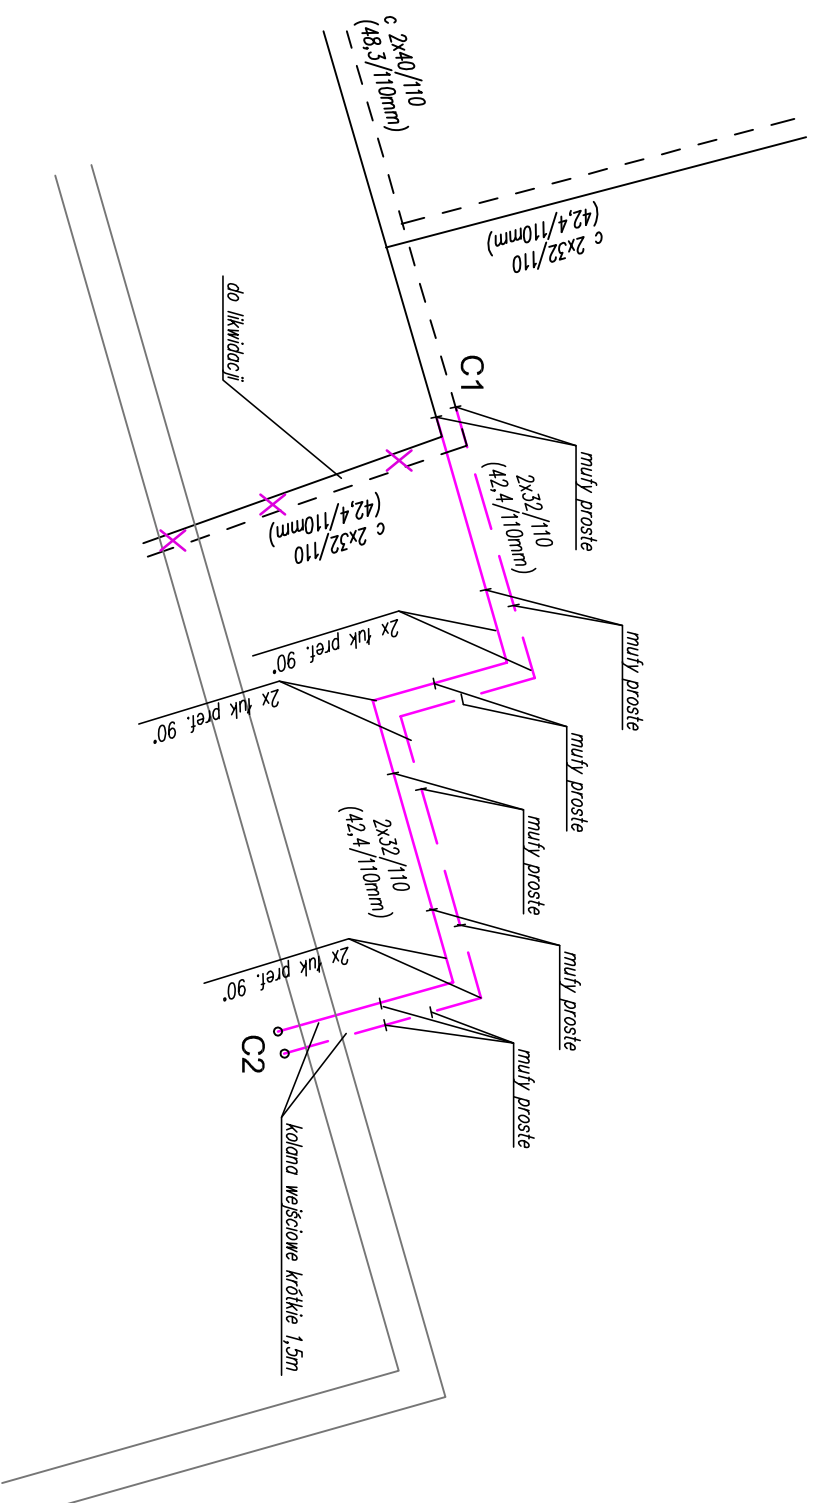 c 2x40/110
(48,3/110mm)
c 2x32/110
(42,4/110mm)
do likwidacji
C1
mufy proste
2x32/110
(42,4/110mm)
c 2x32/110
(42,4/110mm)
mufy proste
2x łuk pref. 90°
2x łuk pref. 90°
mufy proste
mufy proste
2x32/110
(42,4/110mm)
mufy proste
2x łuk pref. 90°
C2
mufy proste
kolana wejściowe krótkie 1,5m